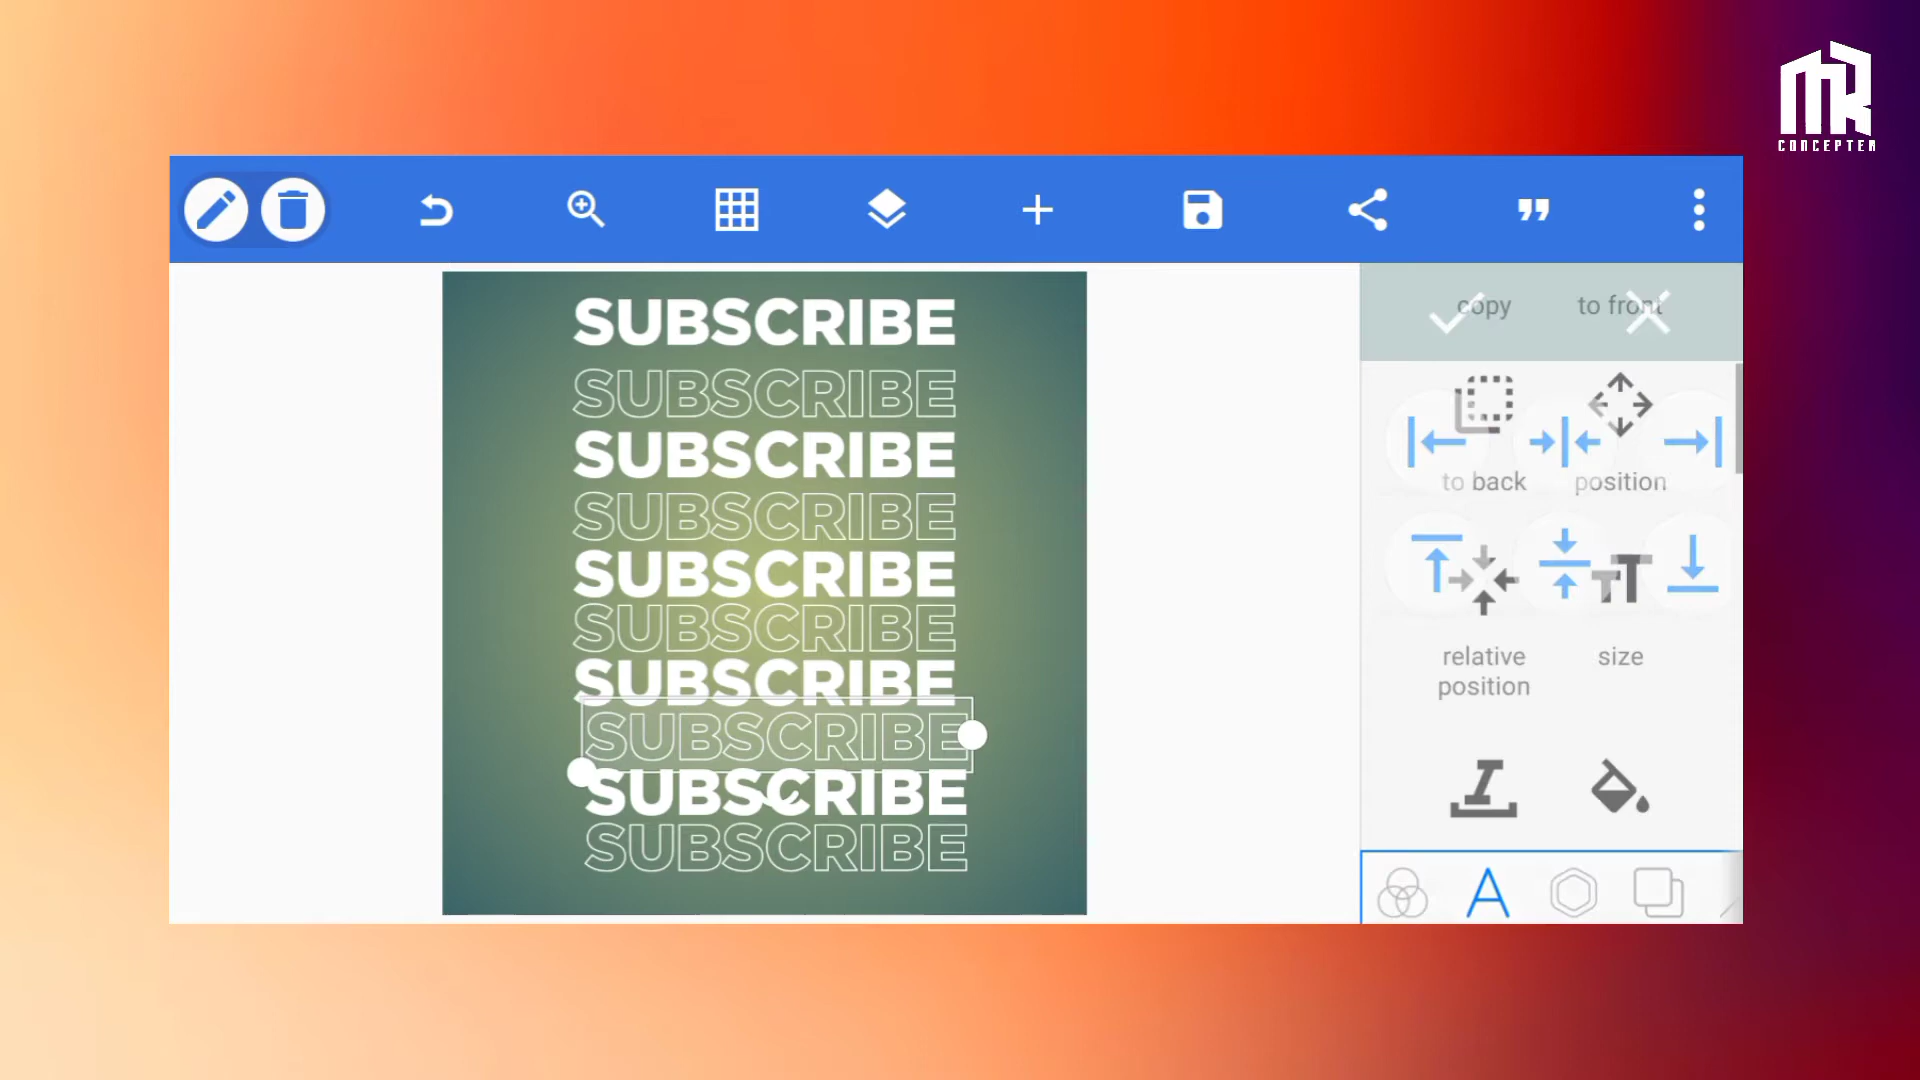 MR
CONCEPTER
SUBSCRIBE
SUBSCRIBE
SUBSCRIBE
SUBSCRIBE
SUBSCRIBE
SUBSCRIBE
SUBSCRIBE
SUBSCRIBE
SUBSCRIBE
SUBSCRIBE
copy to front
to back position
relative position
size